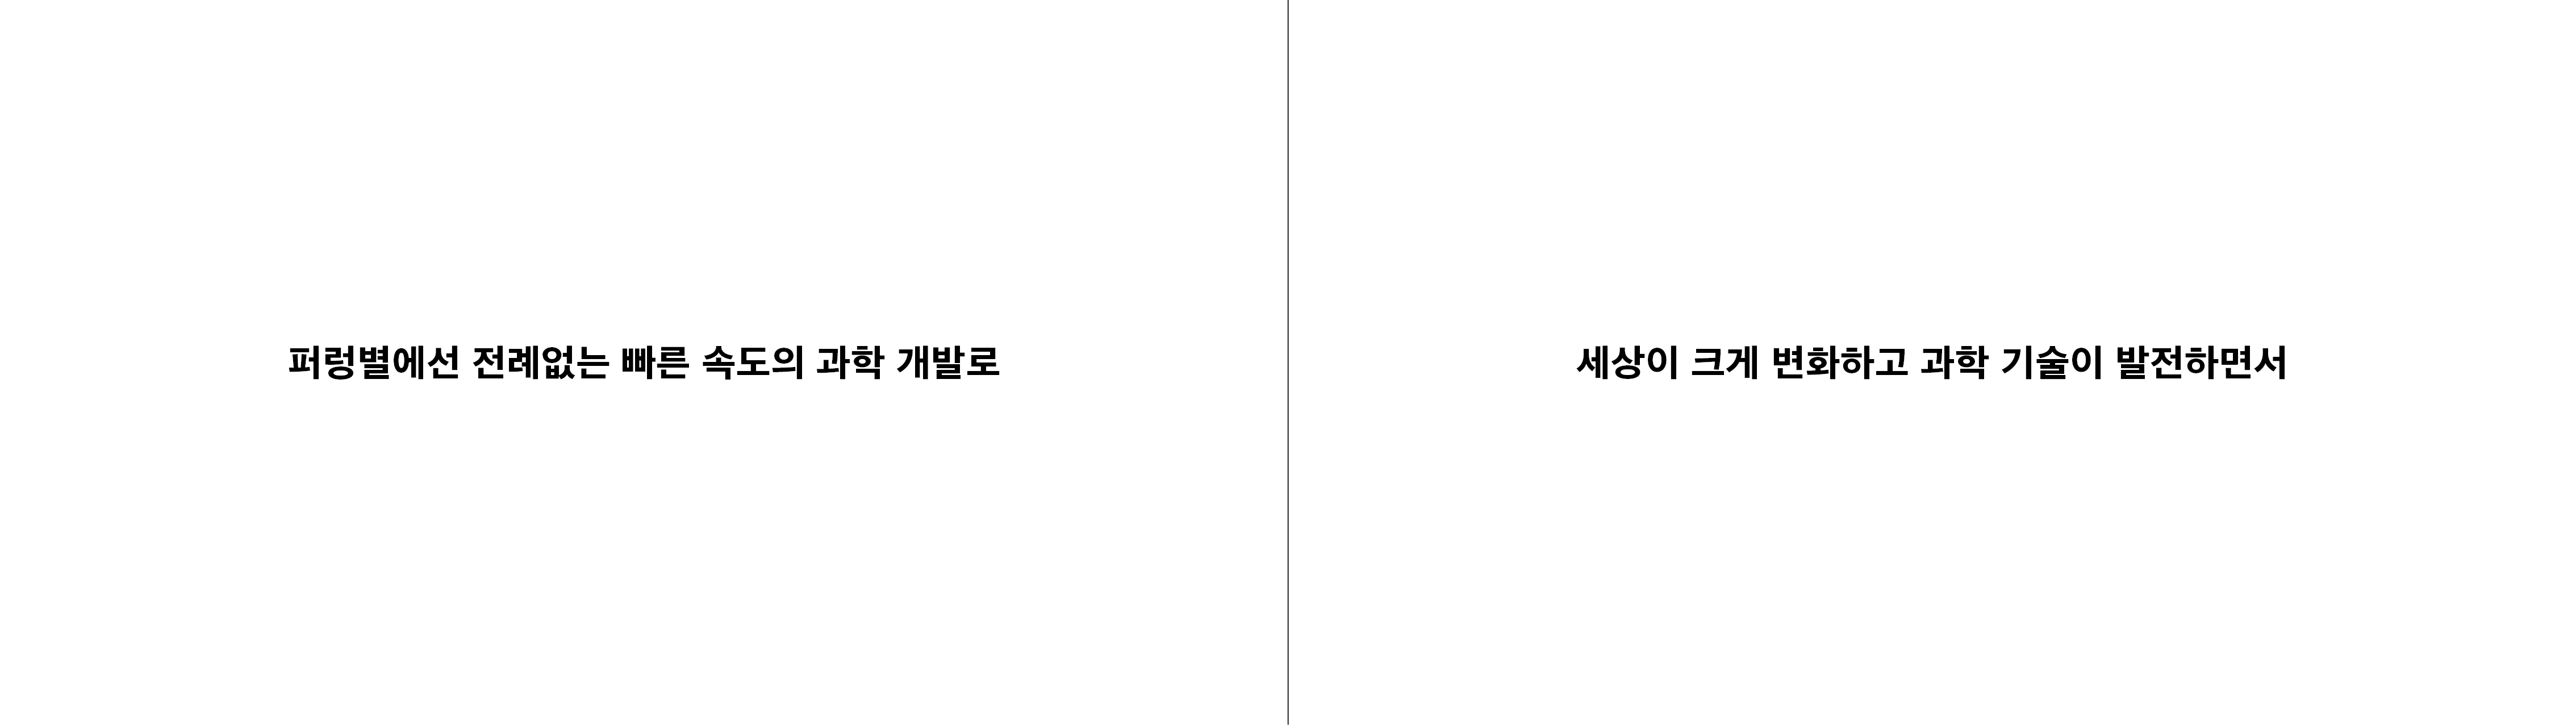 퍼렁별에선 전례없는 빠른 속도의 과학 개발로
세상이 크게 변화하고 과학 기술이 발전하면서